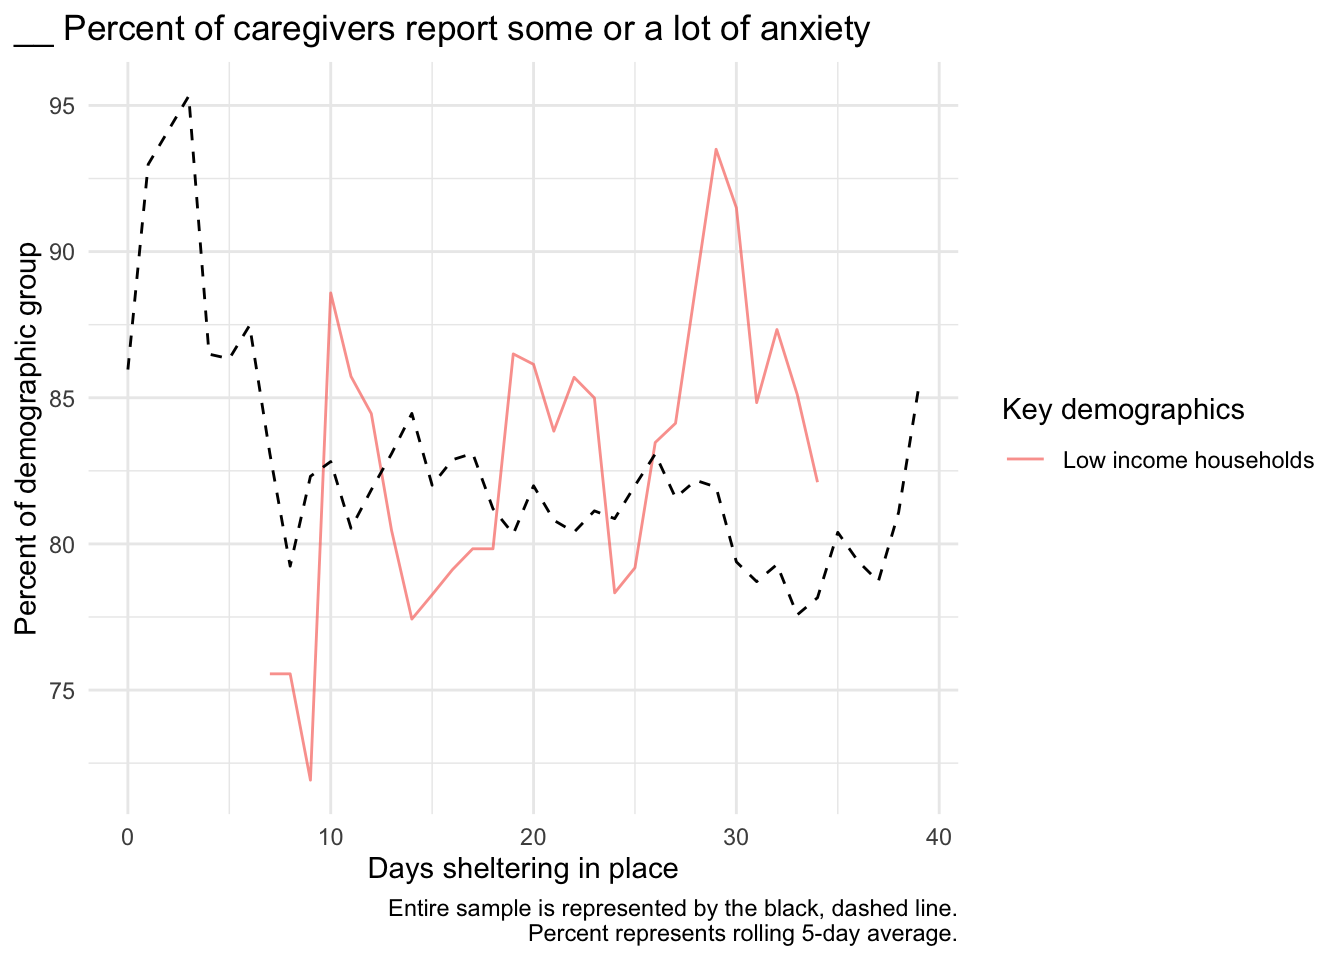 __ Percent of caregivers report some or a lot of anxiety
Percent of demographic group
95
90
85
80
75
0 10 20 30 40
Days sheltering in place
Key demographics
Low income households
Entire sample is represented by the black, dashed line.
Percent represents rolling 5-day average.